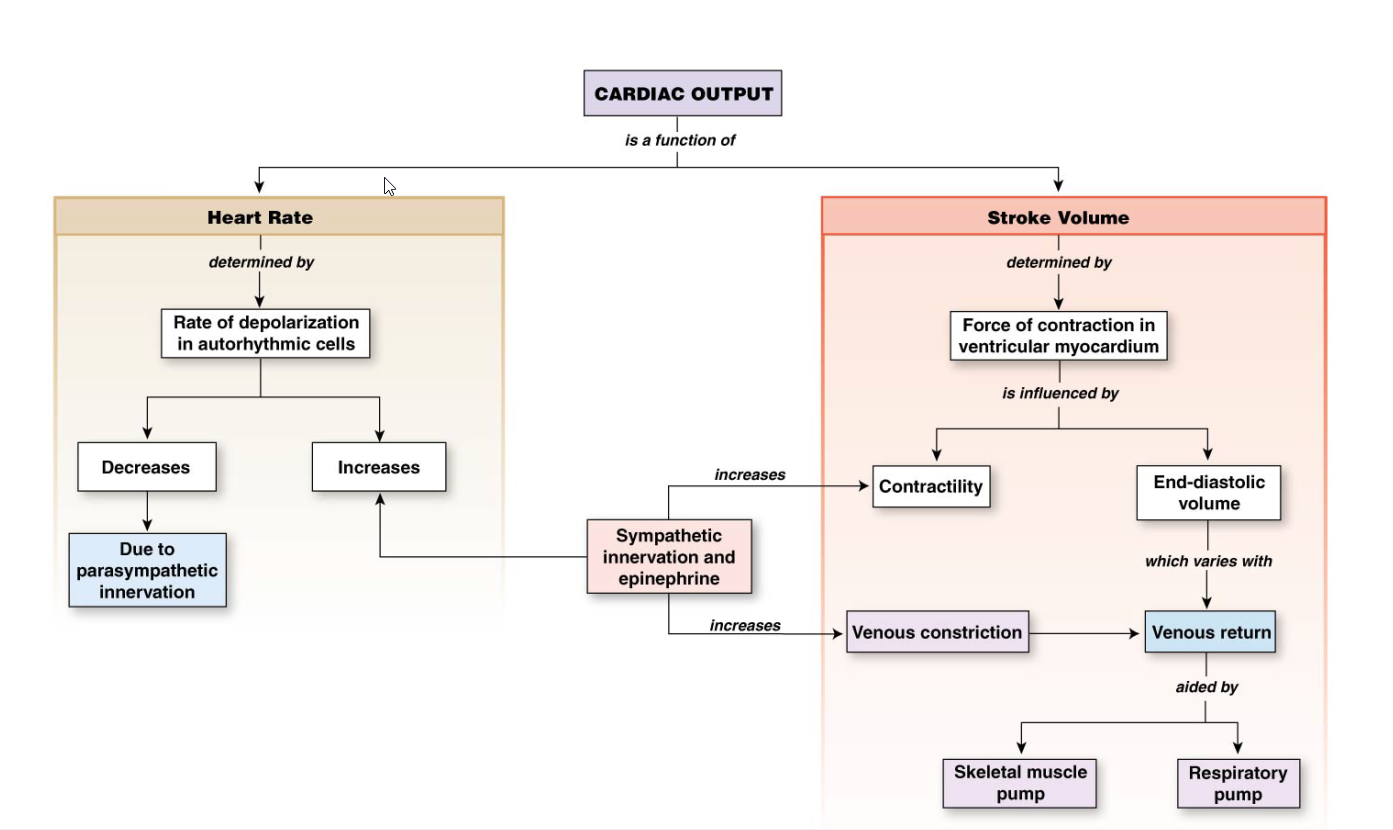 CARDIAC OUTPUT
is a function of
Heart Rate
determined by
Rate of depolarization
in autorhythmic cells
Decreases
Increases
Due to
parasympathetic
innervation
Sympathetic
innervation and
epinephrine
increases
increases
Stroke Volume
determined by
Force of contraction in
ventricular myocardium
is influenced by
Contractility
End-diastolic
volume
which varies with
Venous constriction
Venous return
aided by
Skeletal muscle
pump
Respiratory
pump